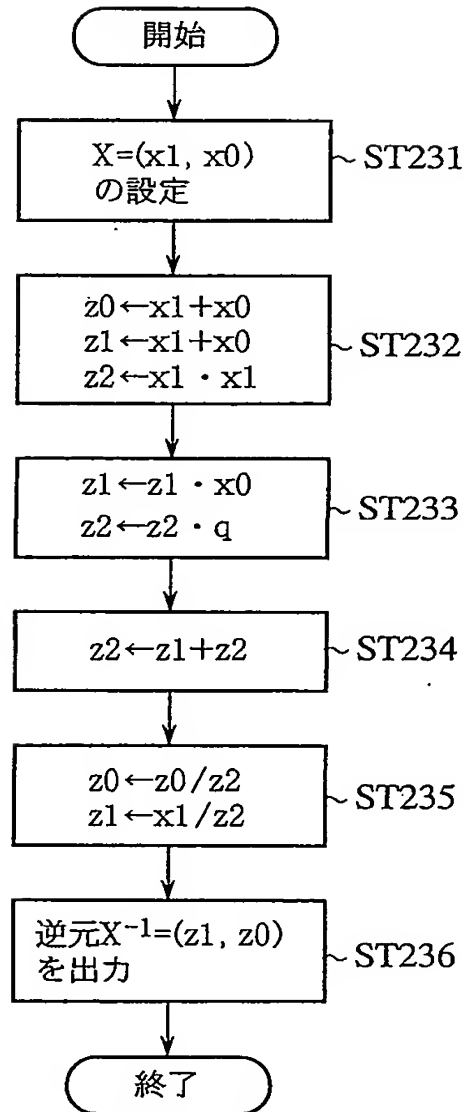 開始
X=(x1, x0)
の設定
ST231
z0←x1+x0
z1←x1+x0
z2←x1・x1
ST232
z1←z1・x0
z2←z2・q
ST233
z2←z1+z2
ST234
z0←z0/z2
z1←x1/z2
ST235
逆元X⁻¹=(z1, z0)
を出力
ST236
終了